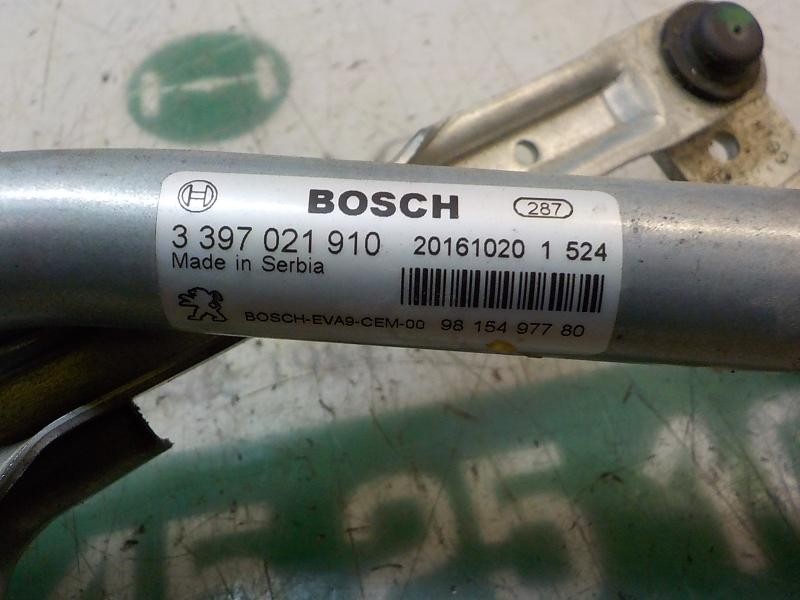 BOSCH 287
3 397 021 910 20161020 1 524
Made in Serbia
BOSCH-EVA9-CEM-00 98 154 977 80